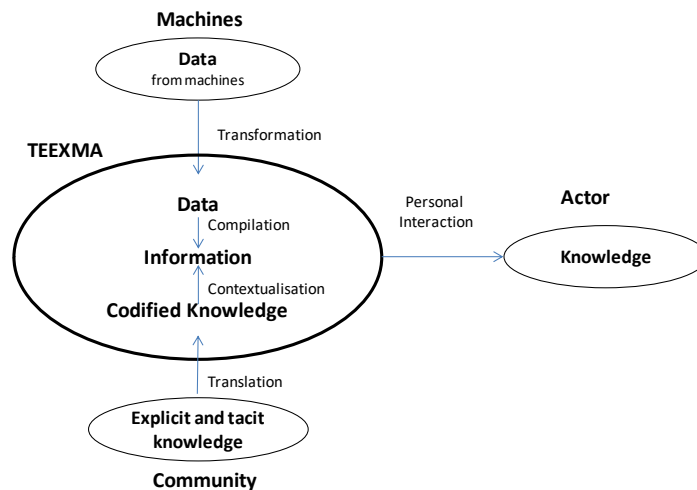 Machines
Data
from machines
Transformation
TEEXMA
Data
Compilation
Information
Contextualisation
Codified Knowledge
Personal
Interaction
Actor
Knowledge
Translation
Explicit and tacit
knowledge
Community